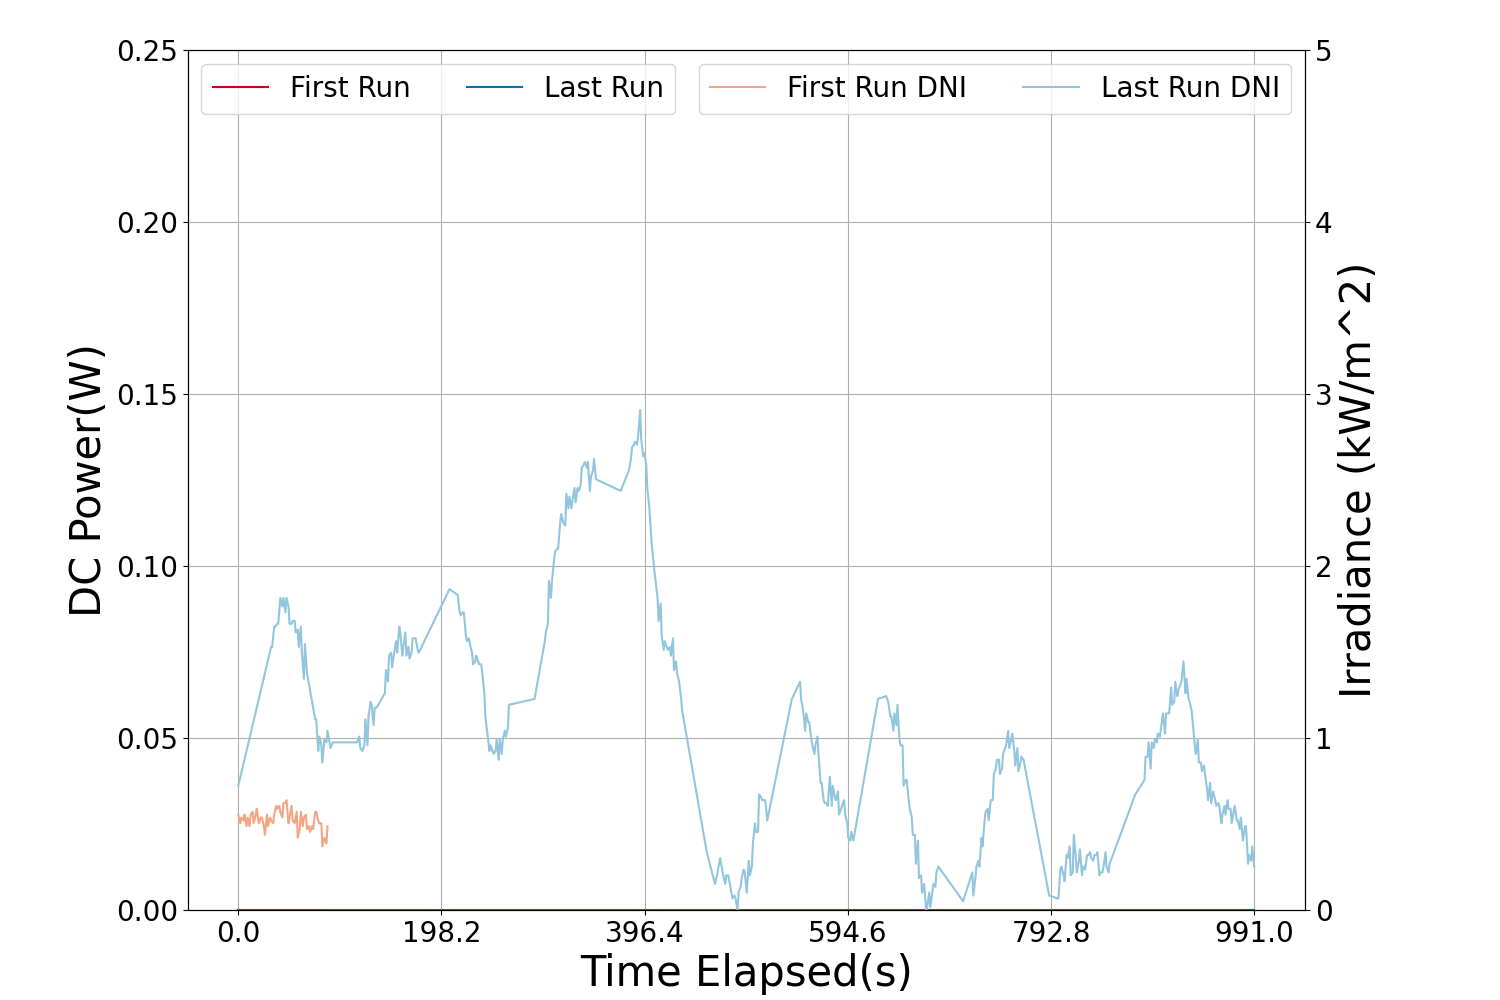 First Run
Last Run
First Run DNI
Last Run DNI
DC Power(W)
0.25
0.20
0.15
0.10
0.05
0.00
5
4
3
2
1
0
Irradiance (kW/m^2)
0.0 198.2 396.4 594.6 792.8 991.0
Time Elapsed(s)